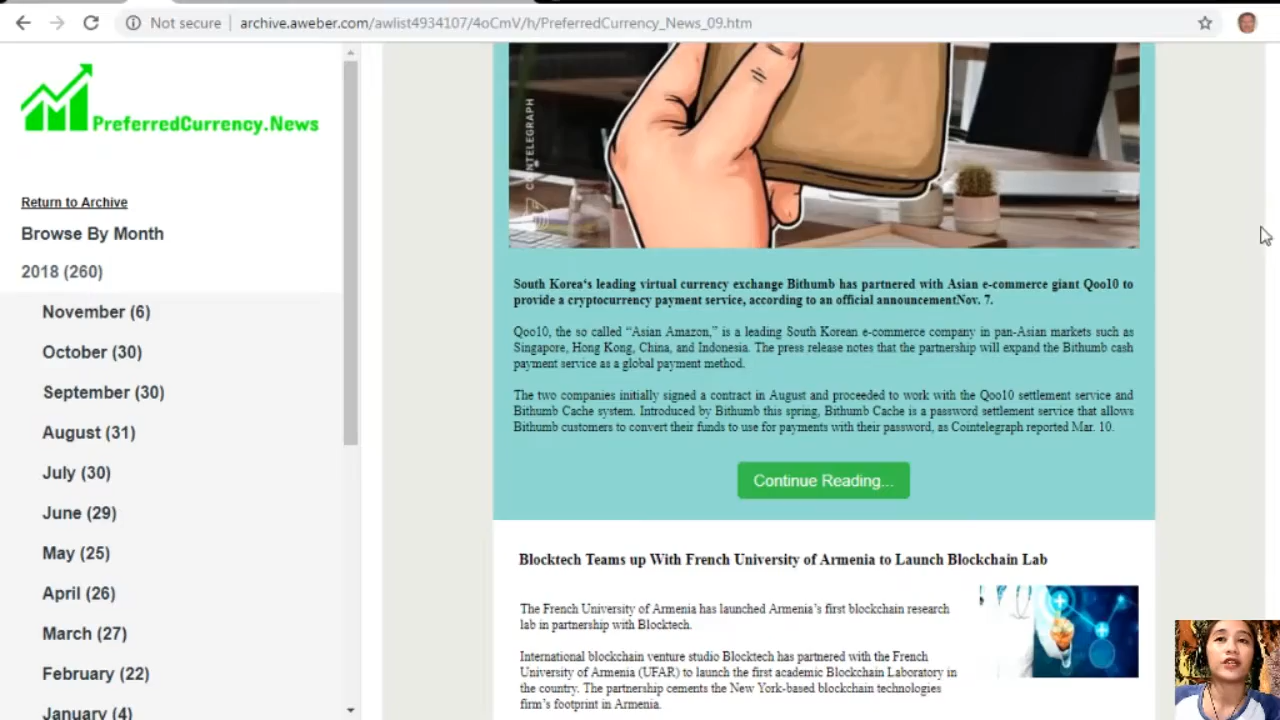 Not secure
archive.aweber.com/awlist4934107/4oCmV/h/PreferredCurrency_News_09.htm
PreferredCurrency.News
Return to Archive
Browse By Month
2018 (260)
November (6)
October (30)
September (30)
August (31)
July (30)
June (29)
May (25)
April (26)
March (27)
February (22)
January (4)
COINTELEGRAPH
South Korea's leading virtual currency exchange Bithumb has partnered with Asian e-commerce giant Qoo10 to
provide a cryptocurrency payment service, according to an official announcementNov. 7.
Qoo10, the so called “Asian Amazon,” is a leading South Korean e-commerce company in pan-Asian markets such as
Singapore, Hong Kong, China, and Indonesia. The press release notes that the partnership will expand the Bithumb cash
payment service as a global payment method.
The two companies initially signed a contract in August and proceeded to work with the Qoo10 settlement service and
Bithumb Cache system. Introduced by Bithumb this spring, Bithumb Cache is a password settlement service that allows
Bithumb customers to convert their funds to use for payments with their password, as Cointelegraph reported Mar. 10.
Continue Reading...
Blocktech Teams up With French University of Armenia to Launch Blockchain Lab
The French University of Armenia has launched Armenia's first blockchain research
lab in partnership with Blocktech.
International blockchain venture studio Blocktech has partnered with the French
University of Armenia (UFAR) to launch the first academic Blockchain Laboratory in
the country. The partnership cements the New York-based blockchain technologies
firm's footprint in Armenia.